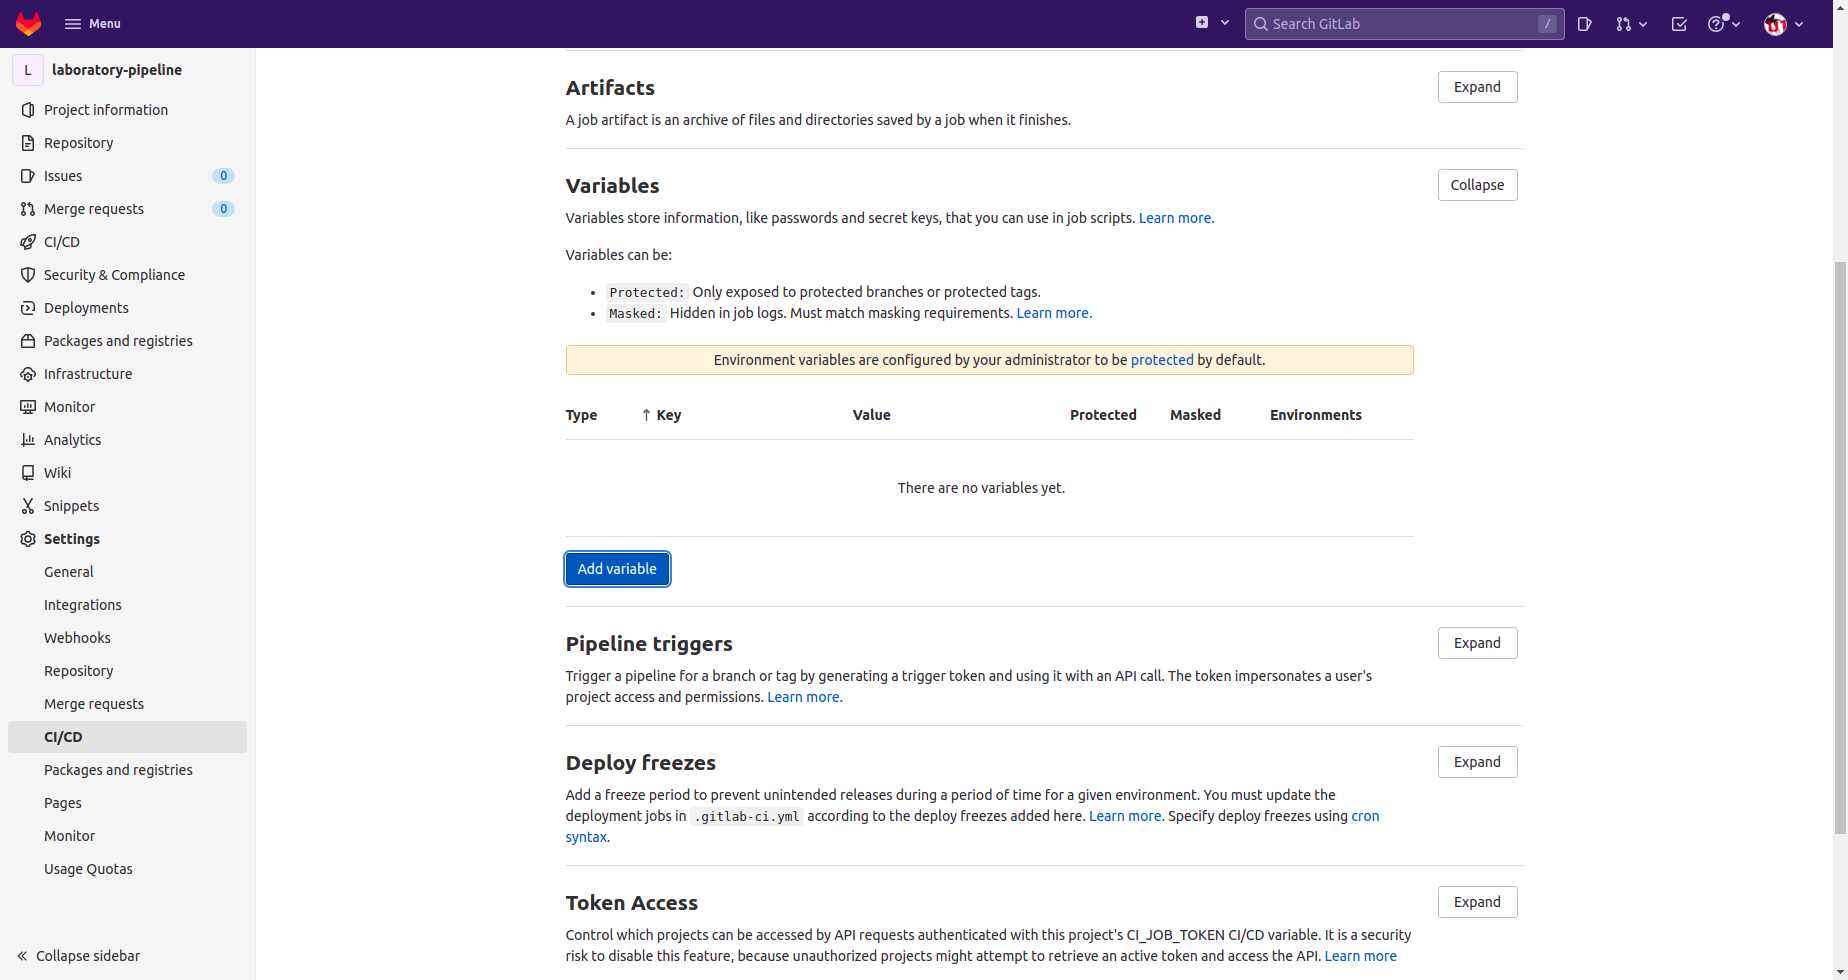 Menu
Search GitLab
/
L
laboratory-pipeline
Project information
Repository
Issues 0
Merge requests 0
CI/CD
Security & Compliance
Deployments
Packages and registries
Infrastructure
Monitor
Analytics
Wiki
Snippets
Settings
General
Integrations
Webhooks
Repository
Merge requests
CI/CD
Packages and registries
Pages
Monitor
Usage Quotas
Collapse sidebar
Artifacts
Expand
A job artifact is an archive of files and directories saved by a job when it finishes.
Variables
Collapse
Variables store information, like passwords and secret keys, that you can use in job scripts. Learn more.
Variables can be:
• Protected: Only exposed to protected branches or protected tags.
• Masked: Hidden in job logs. Must match masking requirements. Learn more.
Environment variables are configured by your administrator to be protected by default.
Type ↑ Key Value Protected Masked Environments
There are no variables yet.
Add variable
Pipeline triggers
Expand
Trigger a pipeline for a branch or tag by generating a trigger token and using it with an API call. The token impersonates a user's
project access and permissions. Learn more.
Deploy freezes
Expand
Add a freeze period to prevent unintended releases during a period of time for a given environment. You must update the
deployment jobs in .gitlab-ci.yml according to the deploy freezes added here. Learn more. Specify deploy freezes using cron
syntax.
Token Access
Expand
Control which projects can be accessed by API requests authenticated with this project's CI_JOB_TOKEN CI/CD variable. It is a security
risk to disable this feature, because unauthorized projects might attempt to retrieve an active token and access the API. Learn more